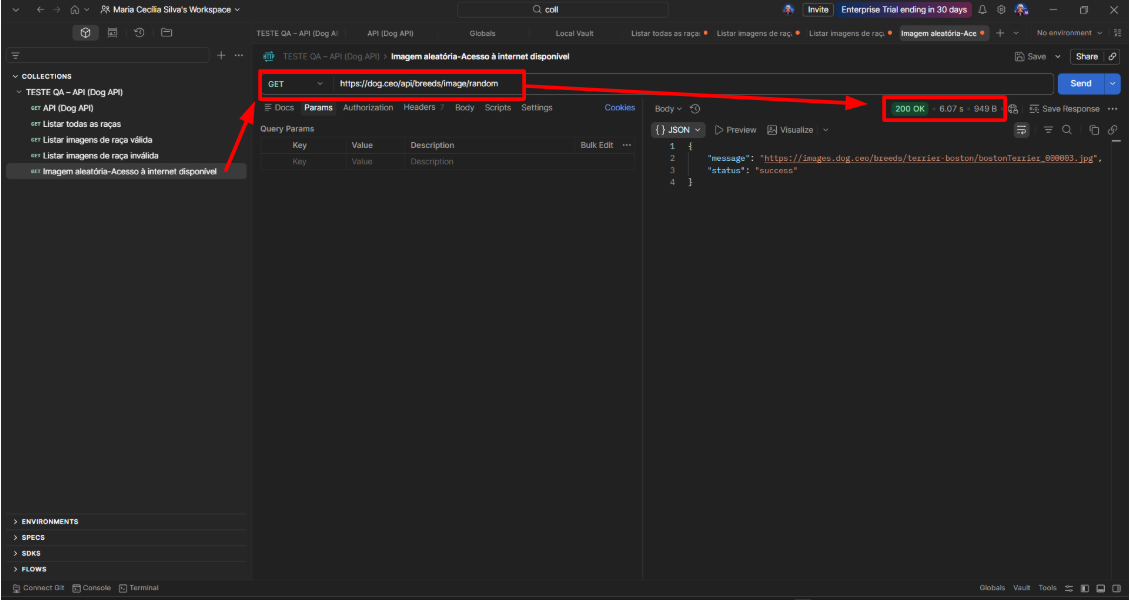 Maria Cecília Silva's Workspace
coll
Invite
Enterprise Trial ending in 30 days
TESTE QA – API (Dog Al
API (Dog API)
Globals
Local Vault
Listar todas as raça:
Listar imagens de raç:
Listar imagens de raç.
Imagem aleatória-Ace
No environment
TESTE QA – API (Dog API) > Imagem aleatória-Acesso à internet disponível
Save
Share
COLLECTIONS
TESTE QA – API (Dog API)
GET API (Dog API)
GET Listar todas as raças
GET Listar imagens de raça válida
GET Listar imagens de raça inválida
GET Imagem aleatória-Acesso à internet disponível
GET
https://dog.ceo/api/breeds/image/random
Send
Docs Params Authorization Headers 7 Body Scripts Settings Cookies
Query Params
Key Value Description Bulk Edit
Key Value Description
Body
200 OK • 6.07 s • 949 B
Save Response
{ } JSON Preview Visualize
1 {
2 "message": "https://images.dog.ceo/breeds/terrier-boston/bostonTerrier_000003.jpg",
3 "status": "success"
4 }
ENVIRONMENTS
SPECS
SDKS
FLOWS
Connect Git Console Terminal
Globals Vault Tools